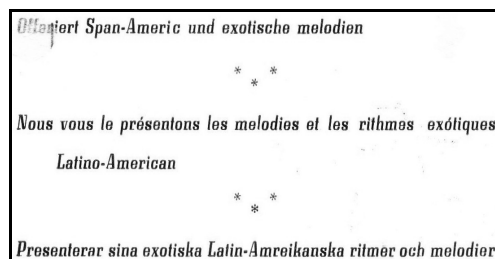 Offeriert Span-Americ und exotische melodien
* * *
Nous vous le présentons les melodies et les rithmes exótiques
Latino-American
* * *
Presenterar sina exotiska Latin-Amreikanska ritmer och melodier